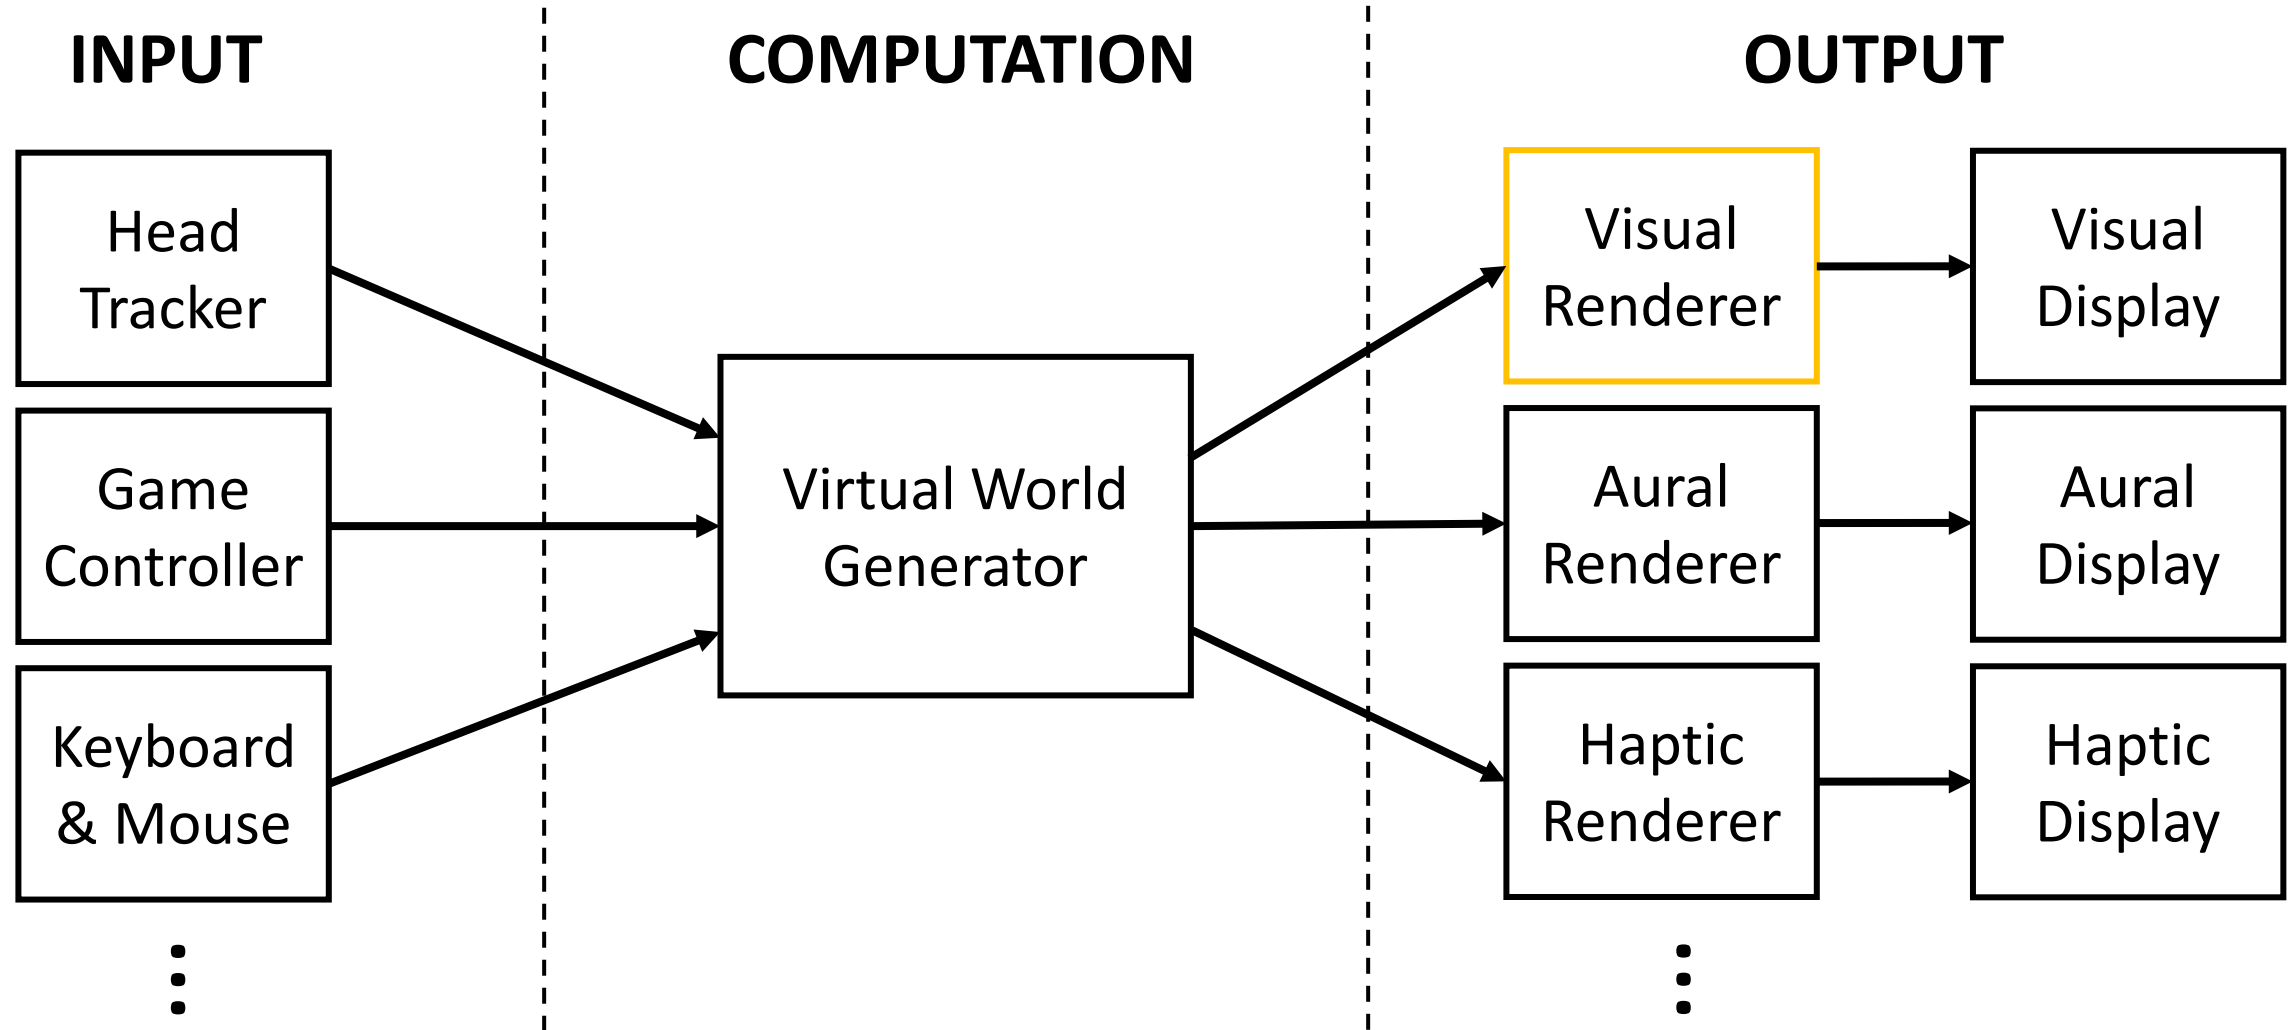 INPUT
COMPUTATION
OUTPUT
Head
Tracker
Game
Controller
Keyboard
& Mouse
Virtual World
Generator
Visual
Renderer
Visual
Display
Aural
Renderer
Aural
Display
Haptic
Renderer
Haptic
Display